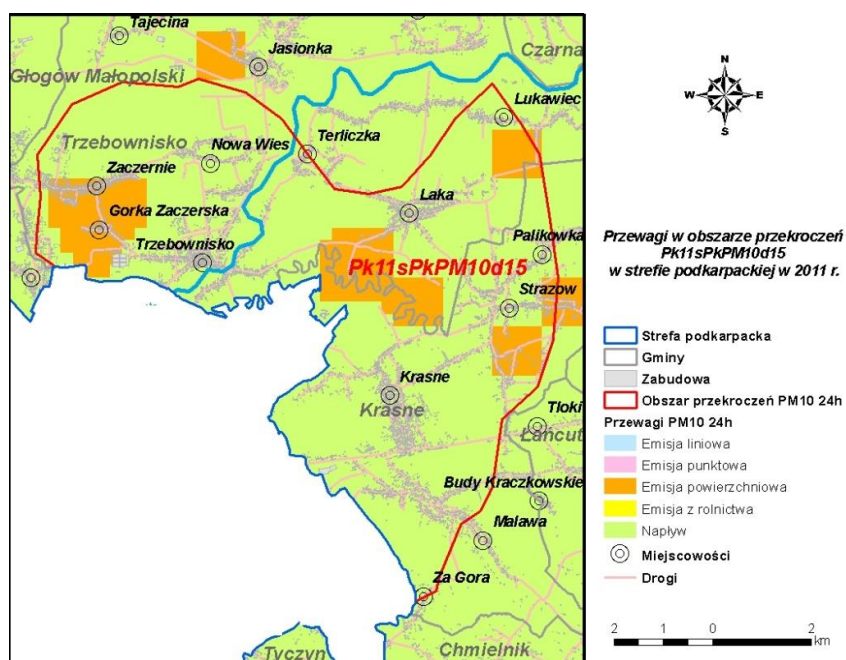 Tajecina
Jasionka
Czarna
Głogów Małopolski
Lukawiec
Trzebownisko
Nowa Wies
Terliczka
Zaczernie
Gorka Zaczerska
Laka
Trzebownisko
Palikowka
Pk11sPkPM10d15
Strazow
Krasne
Krasne
Tloki
Łańcut
Budy Kraczkowskie
Malawa
Za Gora
Chmielnik
Tyczyn
N
W E
S
Przewagi w obszarze przekroczeń
Pk11sPkPM10d15
w strefie podkarpackiej w 2011 r.
Strefa podkarpacka
Gminy
Zabudowa
Obszar przekroczeń PM10 24h
Przewagi PM10 24h
Emisja liniowa
Emisja punktowa
Emisja powierzchniowa
Emisja z rolnictwa
Napływ
Miejscowości
Drogi
2 1 0 2
km